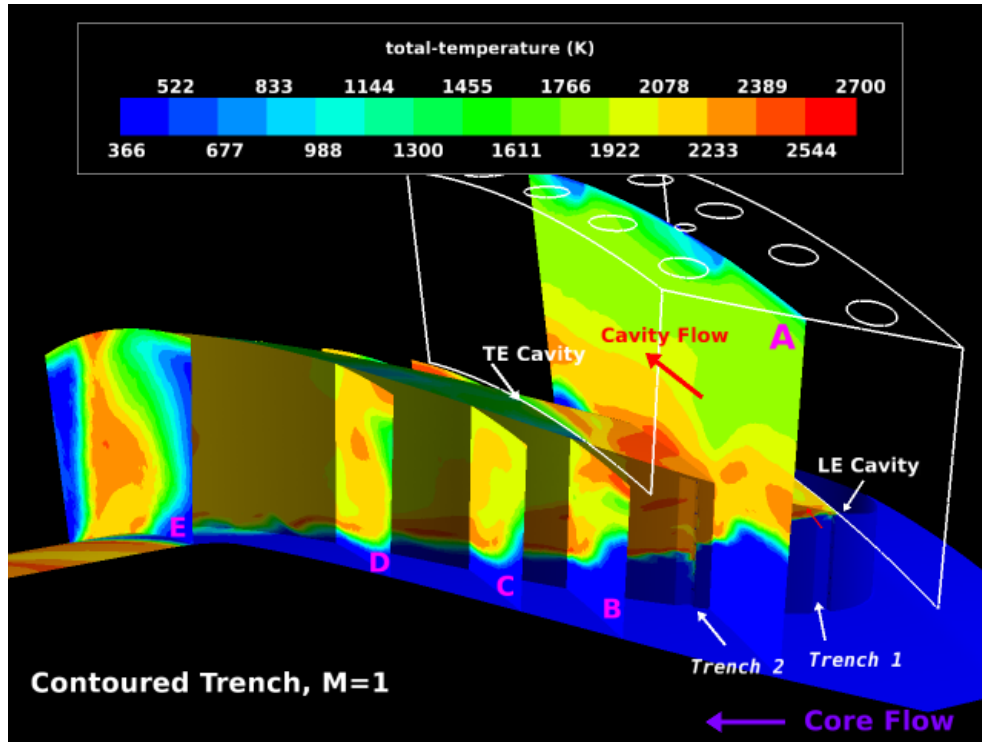 total-temperature (K)
522 833 1144 1455 1766 2078 2389 2700
366 677 988 1300 1611 1922 2233 2544
A
Cavity Flow
TE Cavity
LE Cavity
E
D
C
B
Trench 2
Trench 1
Contoured Trench, M=1
Core Flow